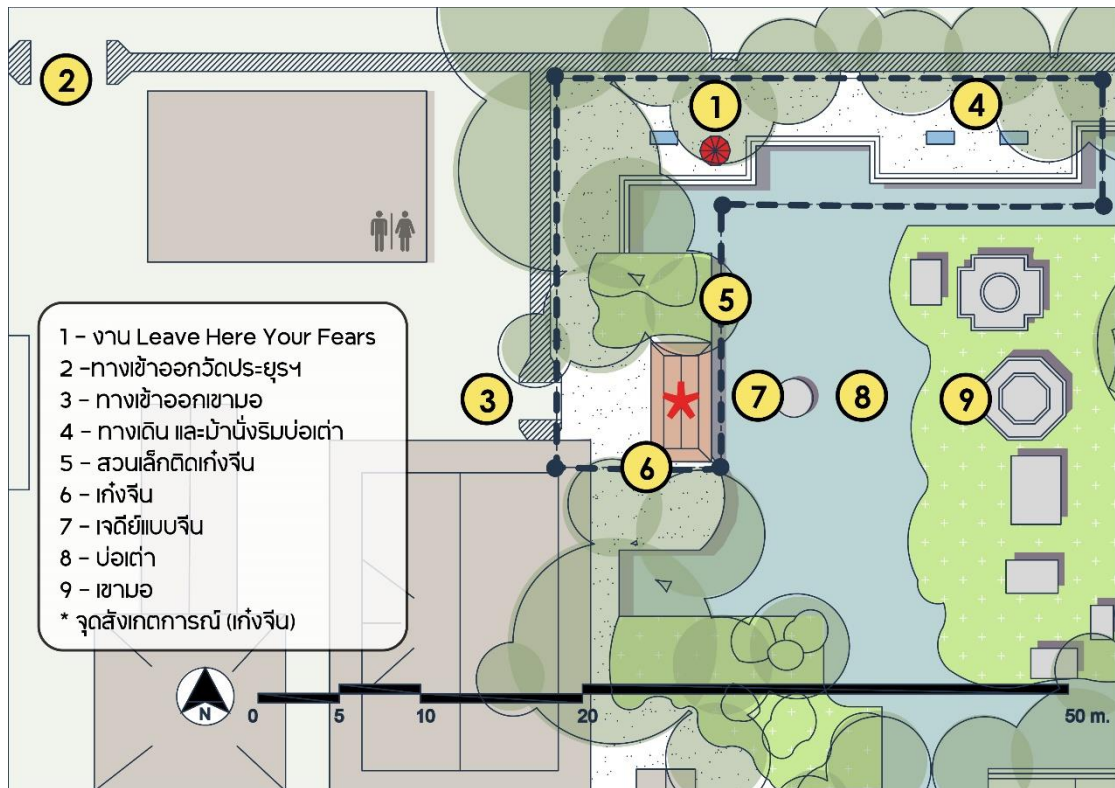 2
1
4
1 - งาน Leave Here Your Fears
2 -ทางเข้าออกวัดประยุรฯ
3 - ทางเข้าออกเขามอ
4 - ทางเดิน และม้านั่งริมบ่อเต่า
5 - สวนเล็กติดเก๋งจีน
6 - เก๋งจีน
7 - เจดีย์แบบจีน
8 - บ่อเต่า
9 - เขามอ
* จุดสังเกตการณ์ (เก๋งจีน)
5
3
*
7
8
9
6
N
0 5 10 20 50 m.